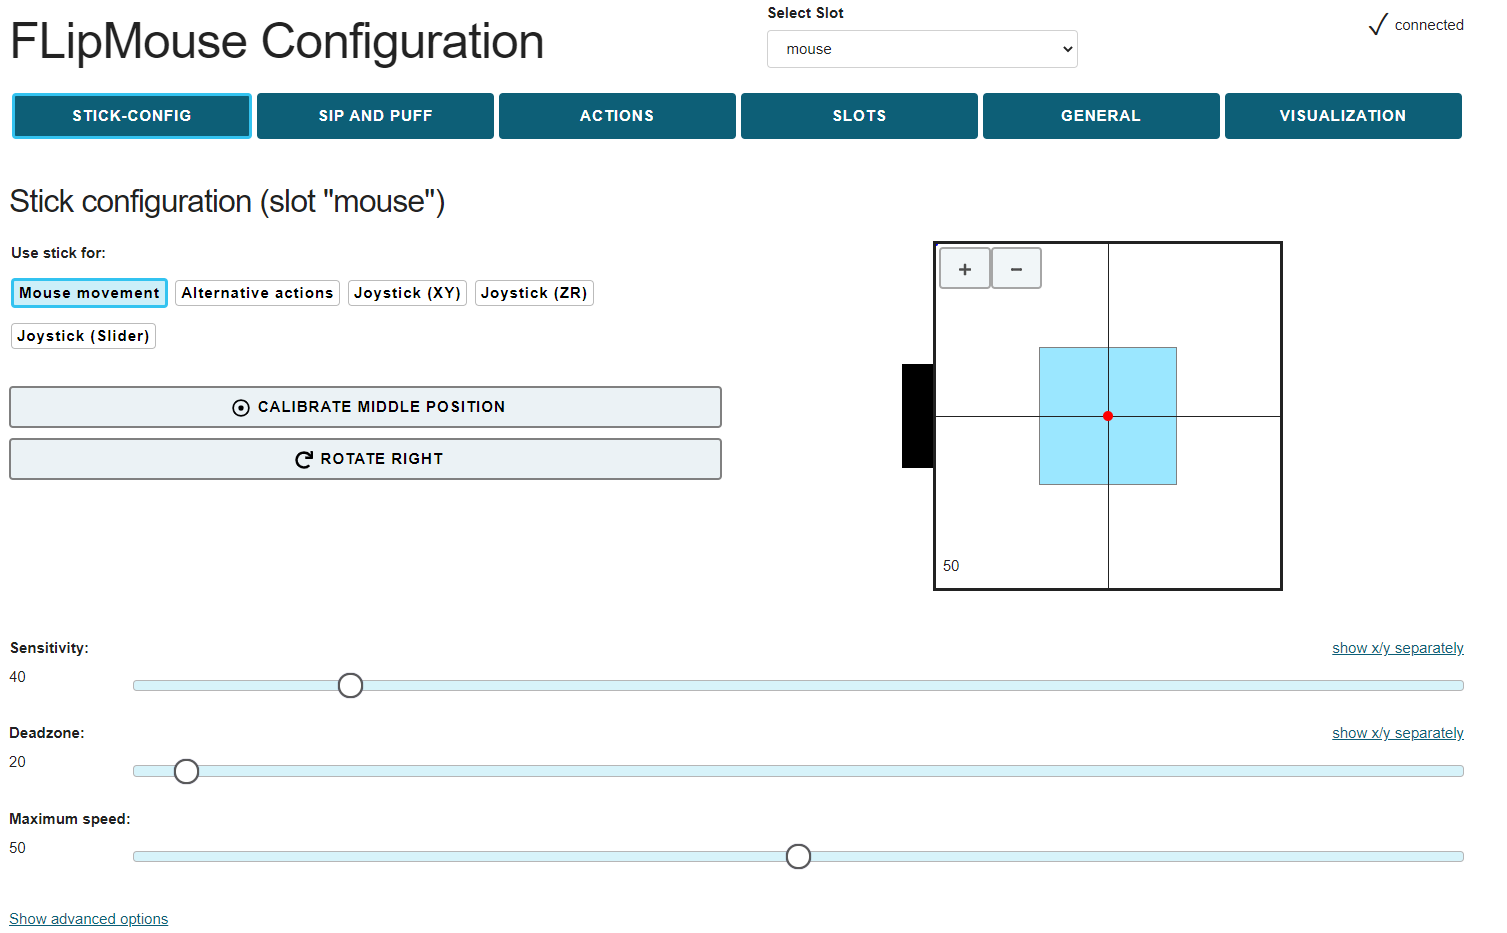 FLipMouse Configuration
Select Slot
mouse
connected
STICK-CONFIG
SIP AND PUFF
ACTIONS
SLOTS
GENERAL
VISUALIZATION
Stick configuration (slot "mouse")
Use stick for:
Mouse movement
Alternative actions
Joystick (XY)
Joystick (ZR)
Joystick (Slider)
CALIBRATE MIDDLE POSITION
ROTATE RIGHT
+
−
50
Sensitivity:
show x/y separately
40
Deadzone:
show x/y separately
20
Maximum speed:
50
Show advanced options